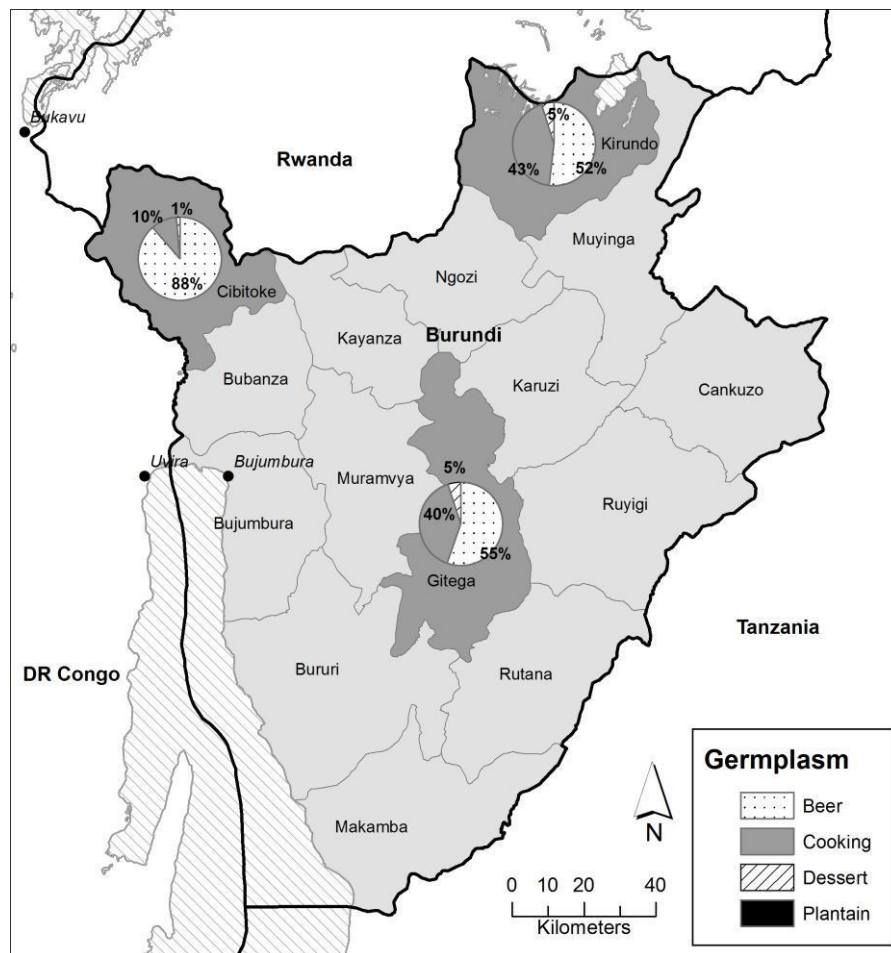 Bukavu
Rwanda
5%
Kirundo
43%
52%
10%
1%
88%
Cibitoke
Muyinga
Ngozi
Kayanza
Burundi
Bubanza
Karuzi
Cankuzo
Uvira
Bujumbura
5%
Muramvya
40%
55%
Ruyigi
Bujumbura
Gitega
Tanzania
DR Congo
Bururi
Rutana
Makamba
N
0 10 20 40
Kilometers
Germplasm
Beer
Cooking
Dessert
Plantain